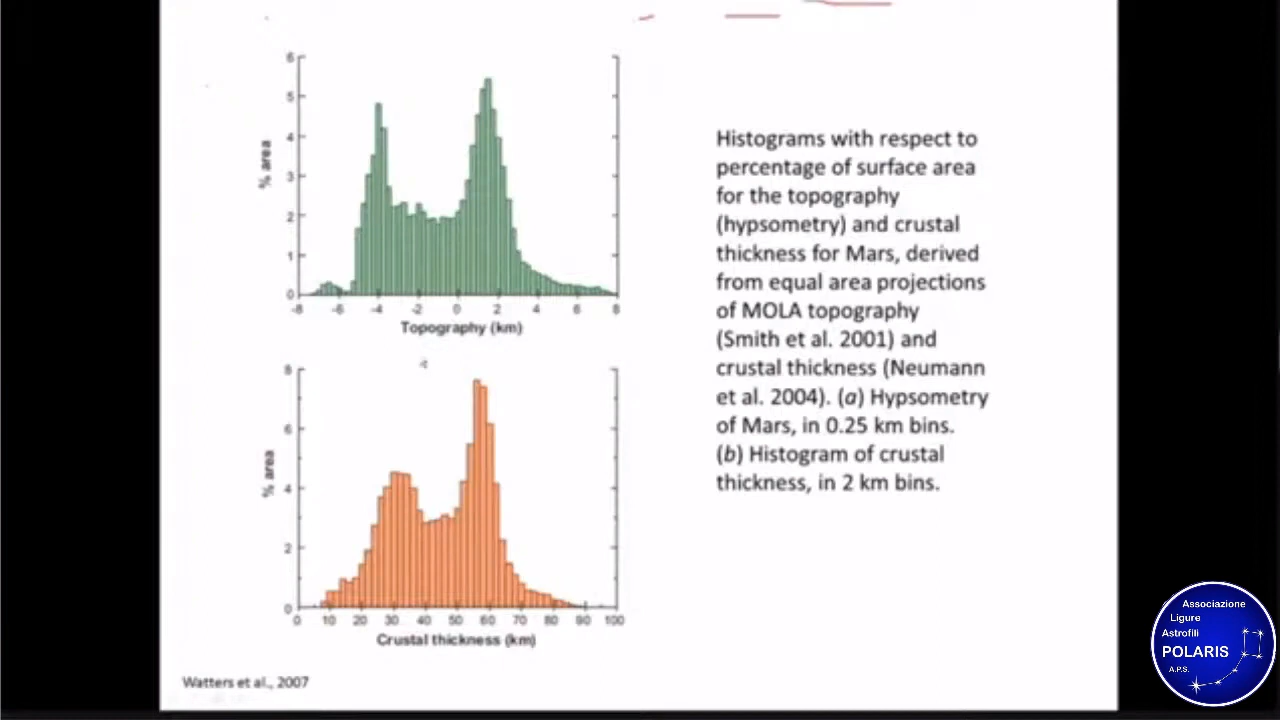 6
5
4
3
2
1
0
% area
-8 -6 -4 -2 0 2 4 6 8
Topography (km)
8
6
4
2
0
% area
0 10 20 30 40 50 60 70 80 90 100
Crustal thickness (km)
Histograms with respect to
percentage of surface area
for the topography
(hypsometry) and crustal
thickness for Mars, derived
from equal area projections
of MOLA topography
(Smith et al. 2001) and
crustal thickness (Neumann
et al. 2004). (a) Hypsometry
of Mars, in 0.25 km bins.
(b) Histogram of crustal
thickness, in 2 km bins.
Watters et al., 2007
Associazione
Ligure
Astrofili
POLARIS
A.P.S.